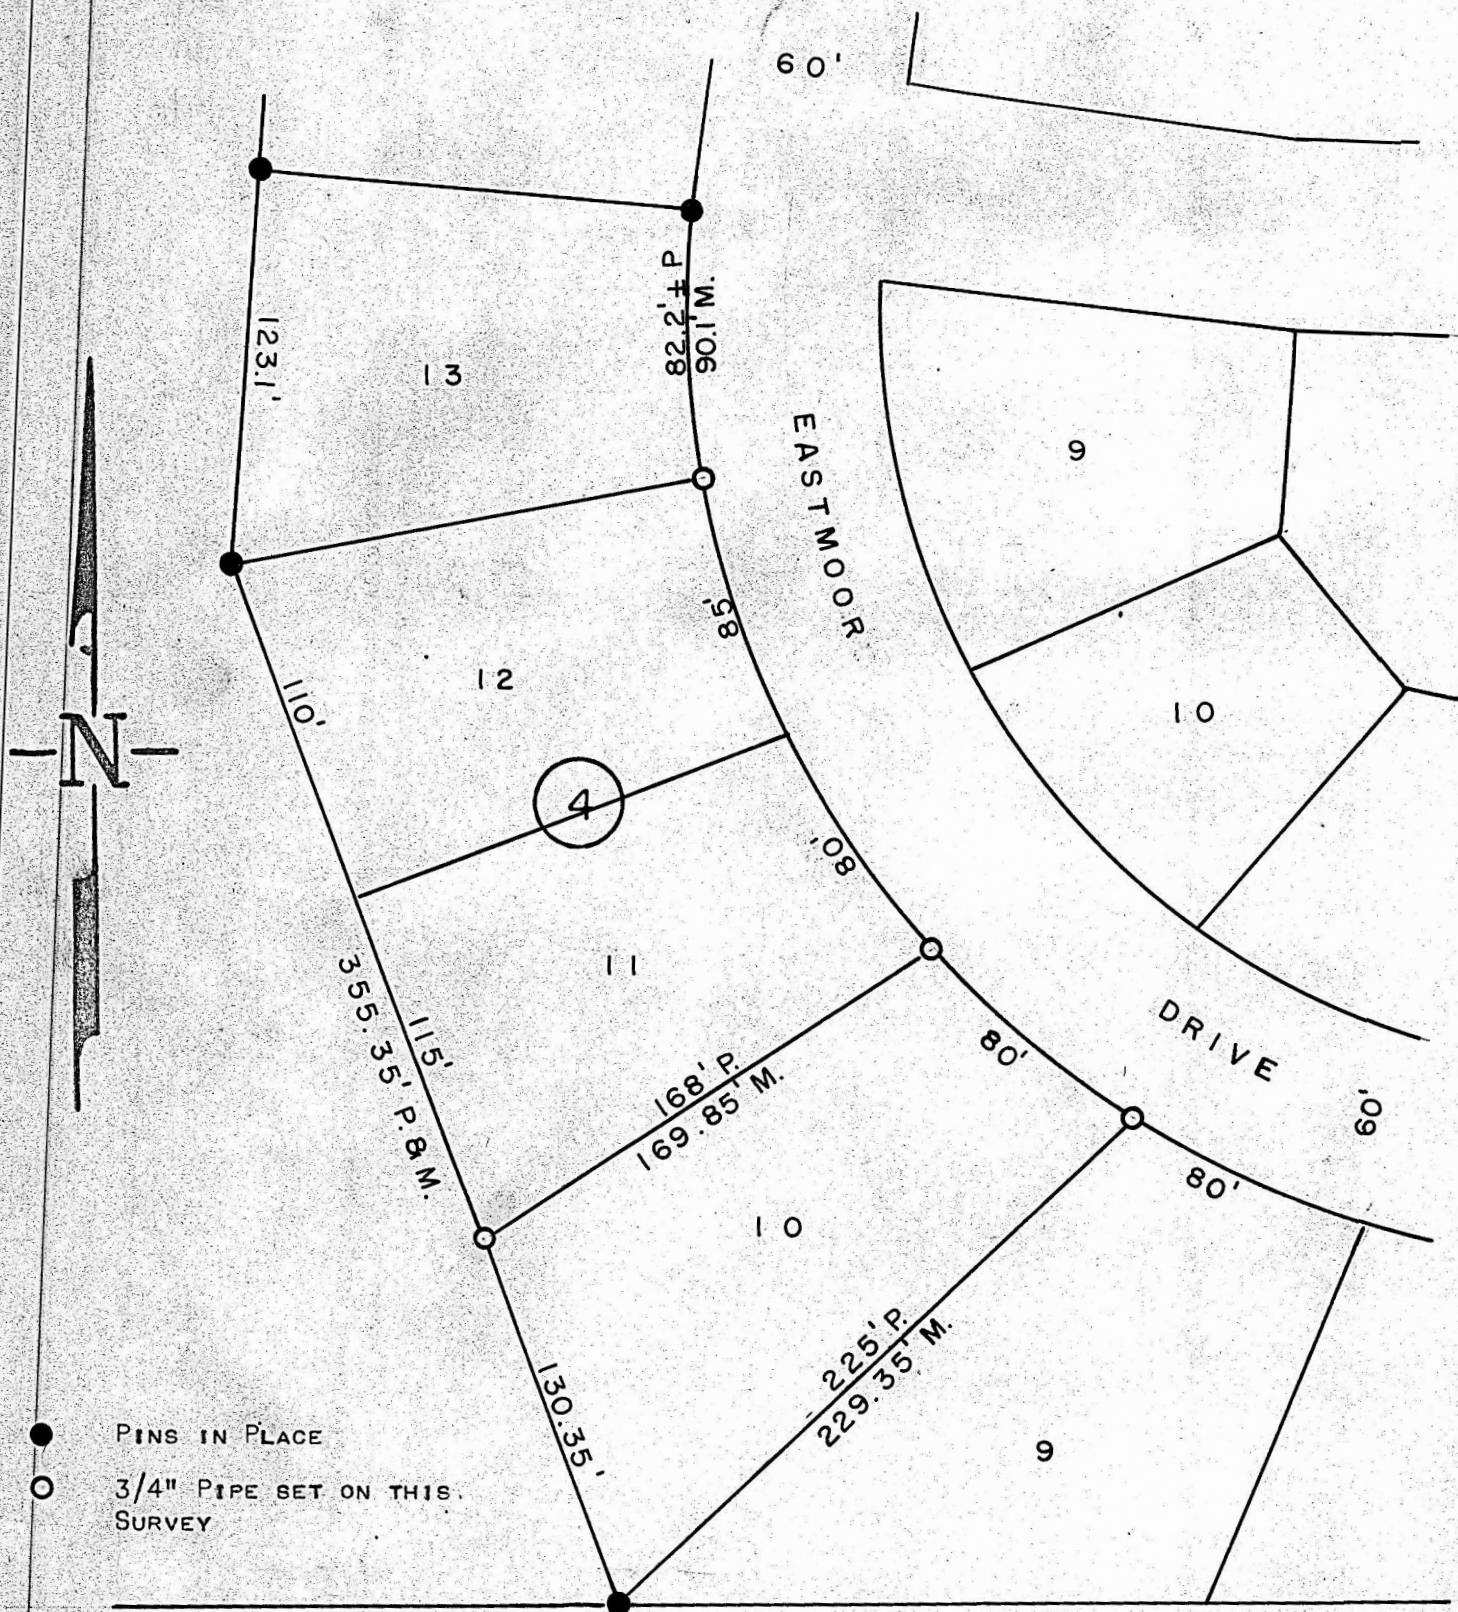 60'
82.2' ± P
90.1' M.
123.1'
13
9
EASTMOOR
85'
12
110'
10
N
4
80'
11
355.35' P. & M.
115'
168' P.
169.85' M.
80'
DRIVE
60'
80'
10
225' P.
229.35' M.
130.35'
9
PINS IN PLACE
3/4" PIPE SET ON THIS
SURVEY